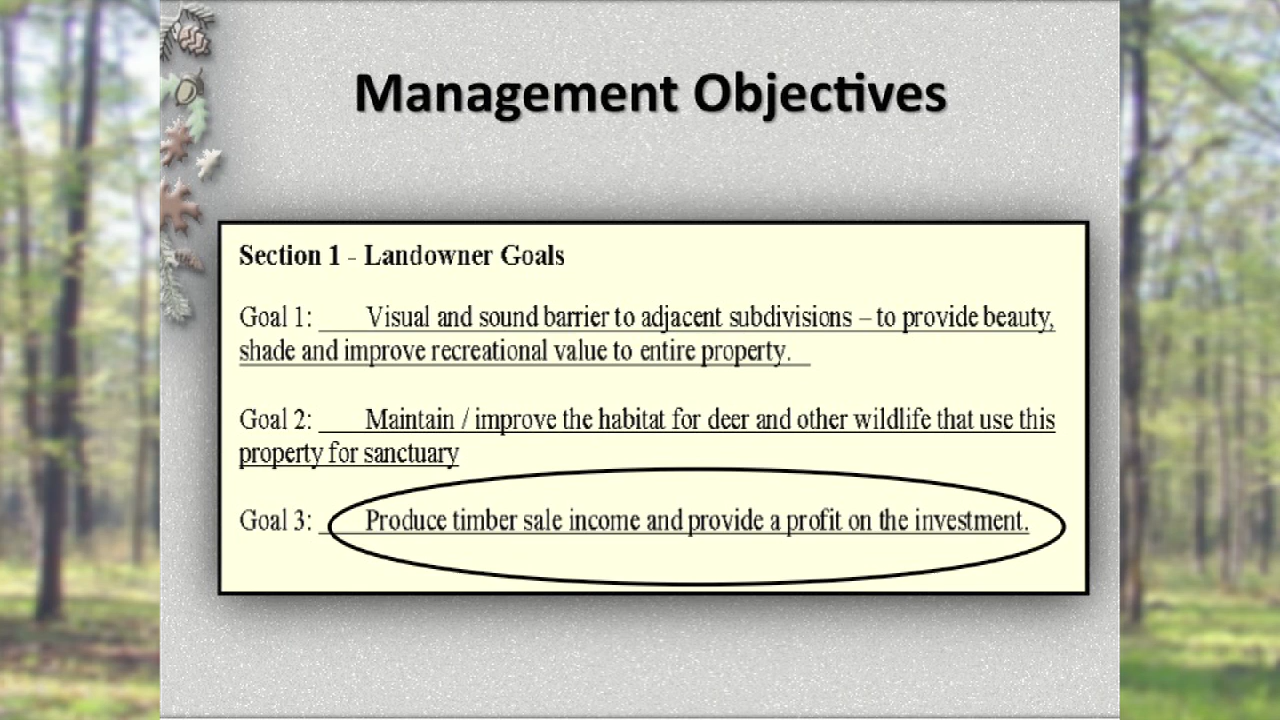 Management Objectives
Section 1 - Landowner Goals
Goal 1: Visual and sound barrier to adjacent subdivisions – to provide beauty,
shade and improve recreational value to entire property.
Goal 2: Maintain / improve the habitat for deer and other wildlife that use this
property for sanctuary
Goal 3: Produce timber sale income and provide a profit on the investment.